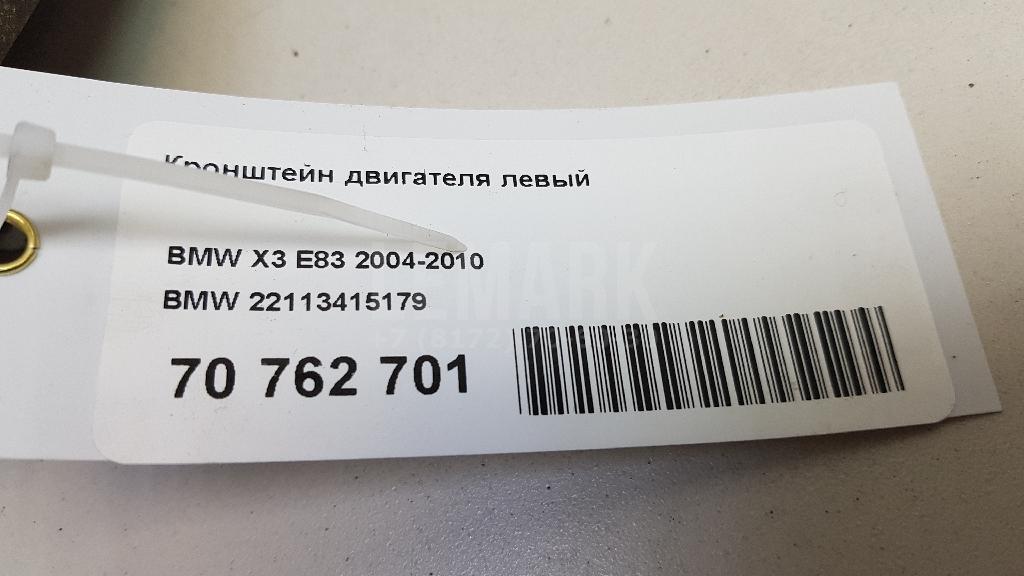 Кронштейн двигателя левый
BMW X3 E83 2004-2010
BMW 22113415179
70 762 701